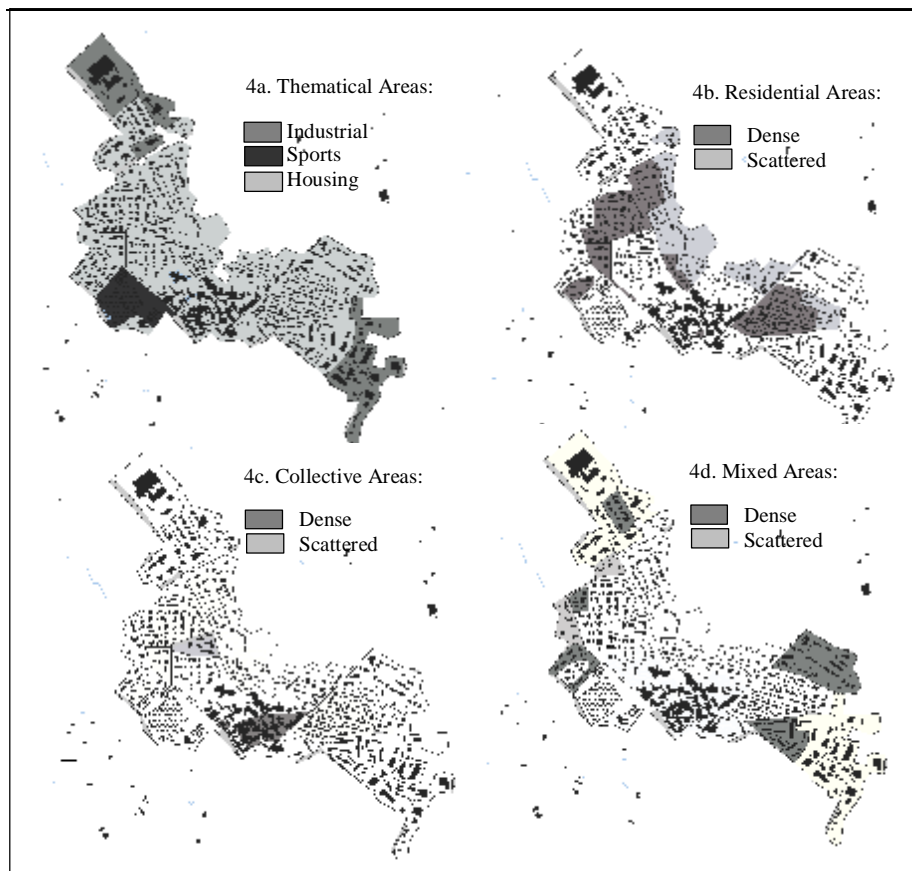 4a. Thematical Areas:
Industrial
Sports
Housing
4b. Residential Areas:
Dense
Scattered
4c. Collective Areas:
Dense
Scattered
4d. Mixed Areas:
Dense
Scattered